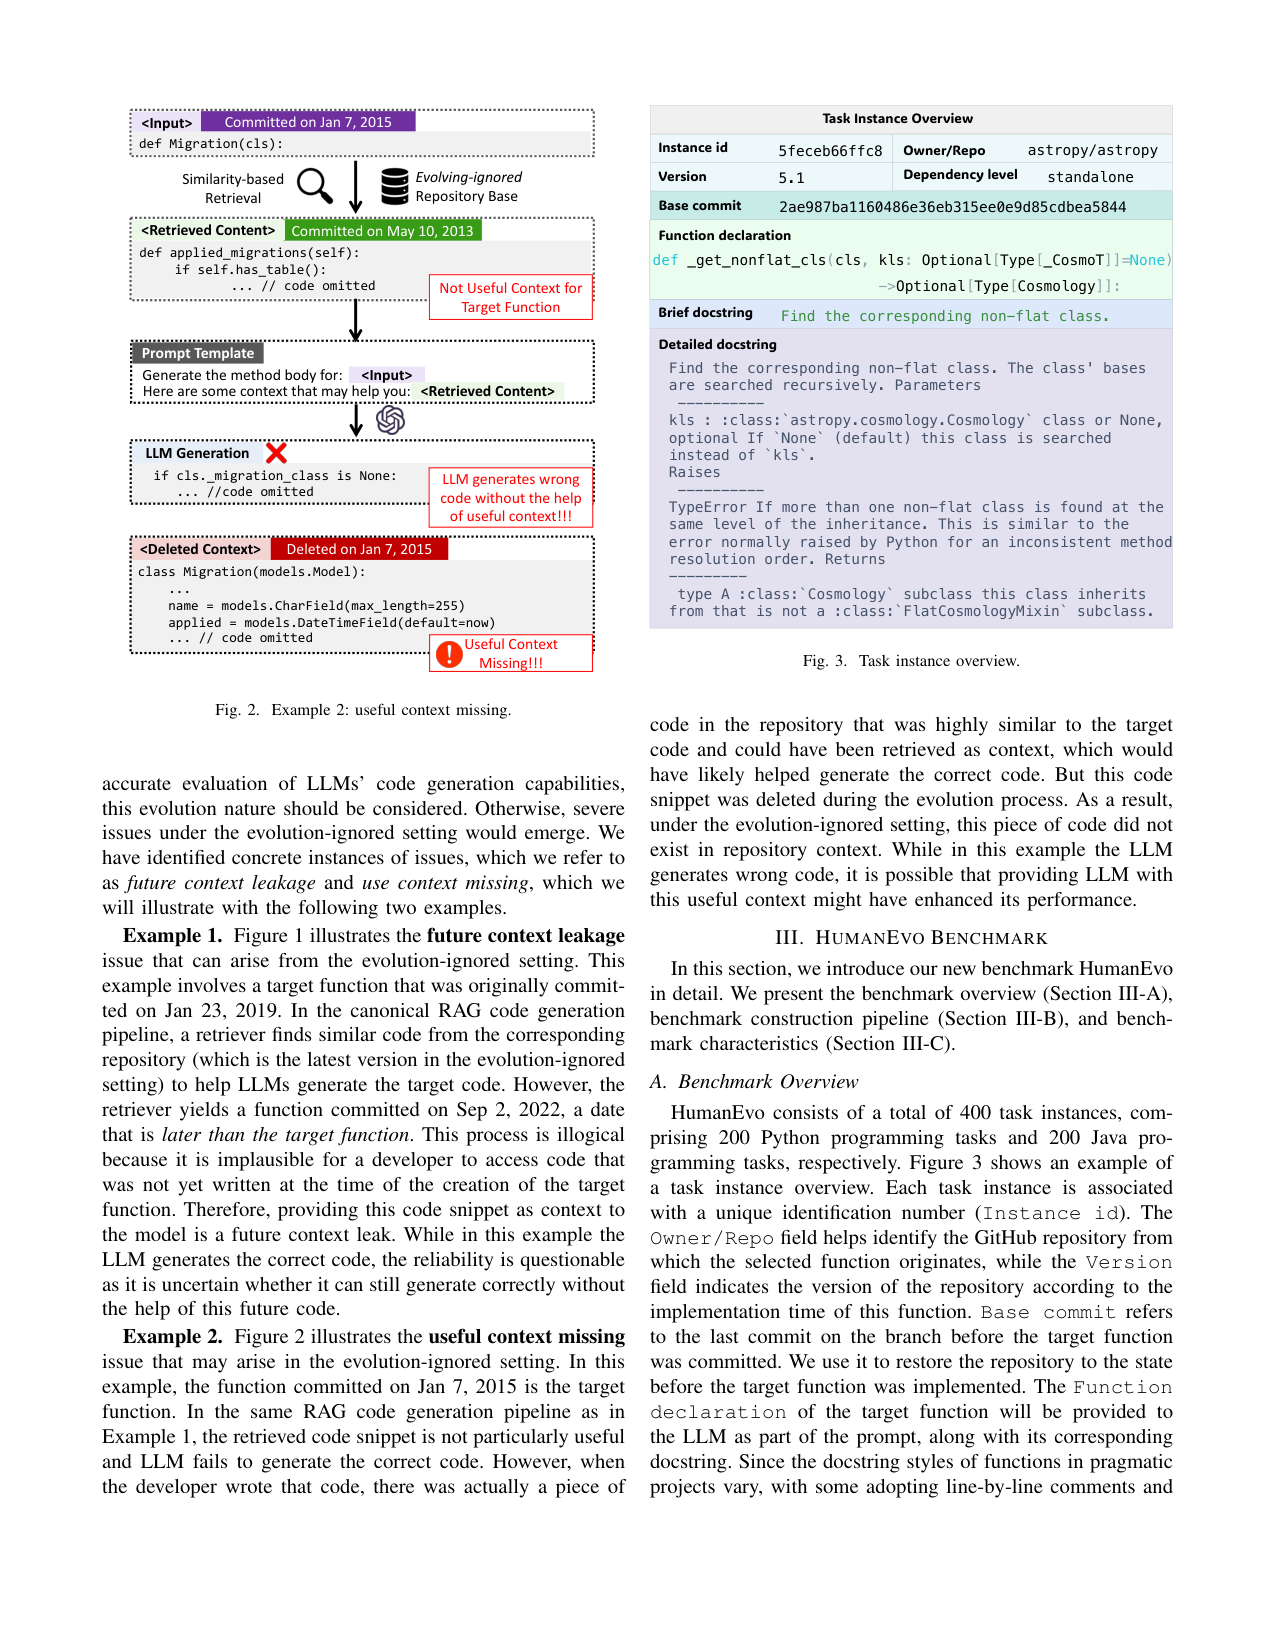 <Input> Committed on Jan 7, 2015
def Migration(cls):
Similarity-based
Retrieval
Evolving-ignored
Repository Base
<Retrieved Content> Committed on May 10, 2013
def applied_migrations(self):
if self.has_table():
... // code omitted
Not Useful Context for
Target Function
Prompt Template
Generate the method body for: <Input>
Here are some context that may help you: <Retrieved Content>
LLM Generation
if cls._migration_class is None:
... //code omitted
LLM generates wrong
code without the help
of useful context!!!
<Deleted Context> Deleted on Jan 7, 2015
class Migration(models.Model):
...
name = models.CharField(max_length=255)
applied = models.DateTimeField(default=now)
... // code omitted
Useful Context
Missing!!!
Fig. 2. Example 2: useful context missing.
accurate evaluation of LLMs' code generation capabilities,
this evolution nature should be considered. Otherwise, severe
issues under the evolution-ignored setting would emerge. We
have identified concrete instances of issues, which we refer to
as future context leakage and use context missing, which we
will illustrate with the following two examples.
Example 1. Figure 1 illustrates the future context leakage
issue that can arise from the evolution-ignored setting. This
example involves a target function that was originally commit-
ted on Jan 23, 2019. In the canonical RAG code generation
pipeline, a retriever finds similar code from the corresponding
repository (which is the latest version in the evolution-ignored
setting) to help LLMs generate the target code. However, the
retriever yields a function committed on Sep 2, 2022, a date
that is later than the target function. This process is illogical
because it is implausible for a developer to access code that
was not yet written at the time of the creation of the target
function. Therefore, providing this code snippet as context to
the model is a future context leak. While in this example the
LLM generates the correct code, the reliability is questionable
as it is uncertain whether it can still generate correctly without
the help of this future code.
Example 2. Figure 2 illustrates the useful context missing
issue that may arise in the evolution-ignored setting. In this
example, the function committed on Jan 7, 2015 is the target
function. In the same RAG code generation pipeline as in
Example 1, the retrieved code snippet is not particularly useful
and LLM fails to generate the correct code. However, when
the developer wrote that code, there was actually a piece of
Task Instance Overview
Instance id 5feceb66ffc8 Owner/Repo astropy/astropy
Version 5.1 Dependency level standalone
Base commit 2ae987ba1160486e36eb315ee0e9d85cdbea5844
Function declaration
def _get_nonflat_cls(cls, kls: Optional[Type[_CosmoT]]=None)
->Optional[Type[Cosmology]]:
Brief docstring Find the corresponding non-flat class.
Detailed docstring
Find the corresponding non-flat class. The class' bases
are searched recursively. Parameters
----------
kls : :class:`astropy.cosmology.Cosmology` class or None,
optional If `None` (default) this class is searched
instead of `kls`.
Raises
----------
TypeError If more than one non-flat class is found at the
same level of the inheritance. This is similar to the
error normally raised by Python for an inconsistent method
resolution order. Returns
---------
type A :class:`Cosmology` subclass this class inherits
from that is not a :class:`FlatCosmologyMixin` subclass.
Fig. 3. Task instance overview.
code in the repository that was highly similar to the target
code and could have been retrieved as context, which would
have likely helped generate the correct code. But this code
snippet was deleted during the evolution process. As a result,
under the evolution-ignored setting, this piece of code did not
exist in repository context. While in this example the LLM
generates wrong code, it is possible that providing LLM with
this useful context might have enhanced its performance.
III. HUMANEVO BENCHMARK
In this section, we introduce our new benchmark HumanEvo
in detail. We present the benchmark overview (Section III-A),
benchmark construction pipeline (Section III-B), and bench-
mark characteristics (Section III-C).
A. Benchmark Overview
HumanEvo consists of a total of 400 task instances, com-
prising 200 Python programming tasks and 200 Java pro-
gramming tasks, respectively. Figure 3 shows an example of
a task instance overview. Each task instance is associated
with a unique identification number (Instance id). The
Owner/Repo field helps identify the GitHub repository from
which the selected function originates, while the Version
field indicates the version of the repository according to the
implementation time of this function. Base commit refers
to the last commit on the branch before the target function
was committed. We use it to restore the repository to the state
before the target function was implemented. The Function
declaration of the target function will be provided to
the LLM as part of the prompt, along with its corresponding
docstring. Since the docstring styles of functions in pragmatic
projects vary, with some adopting line-by-line comments and